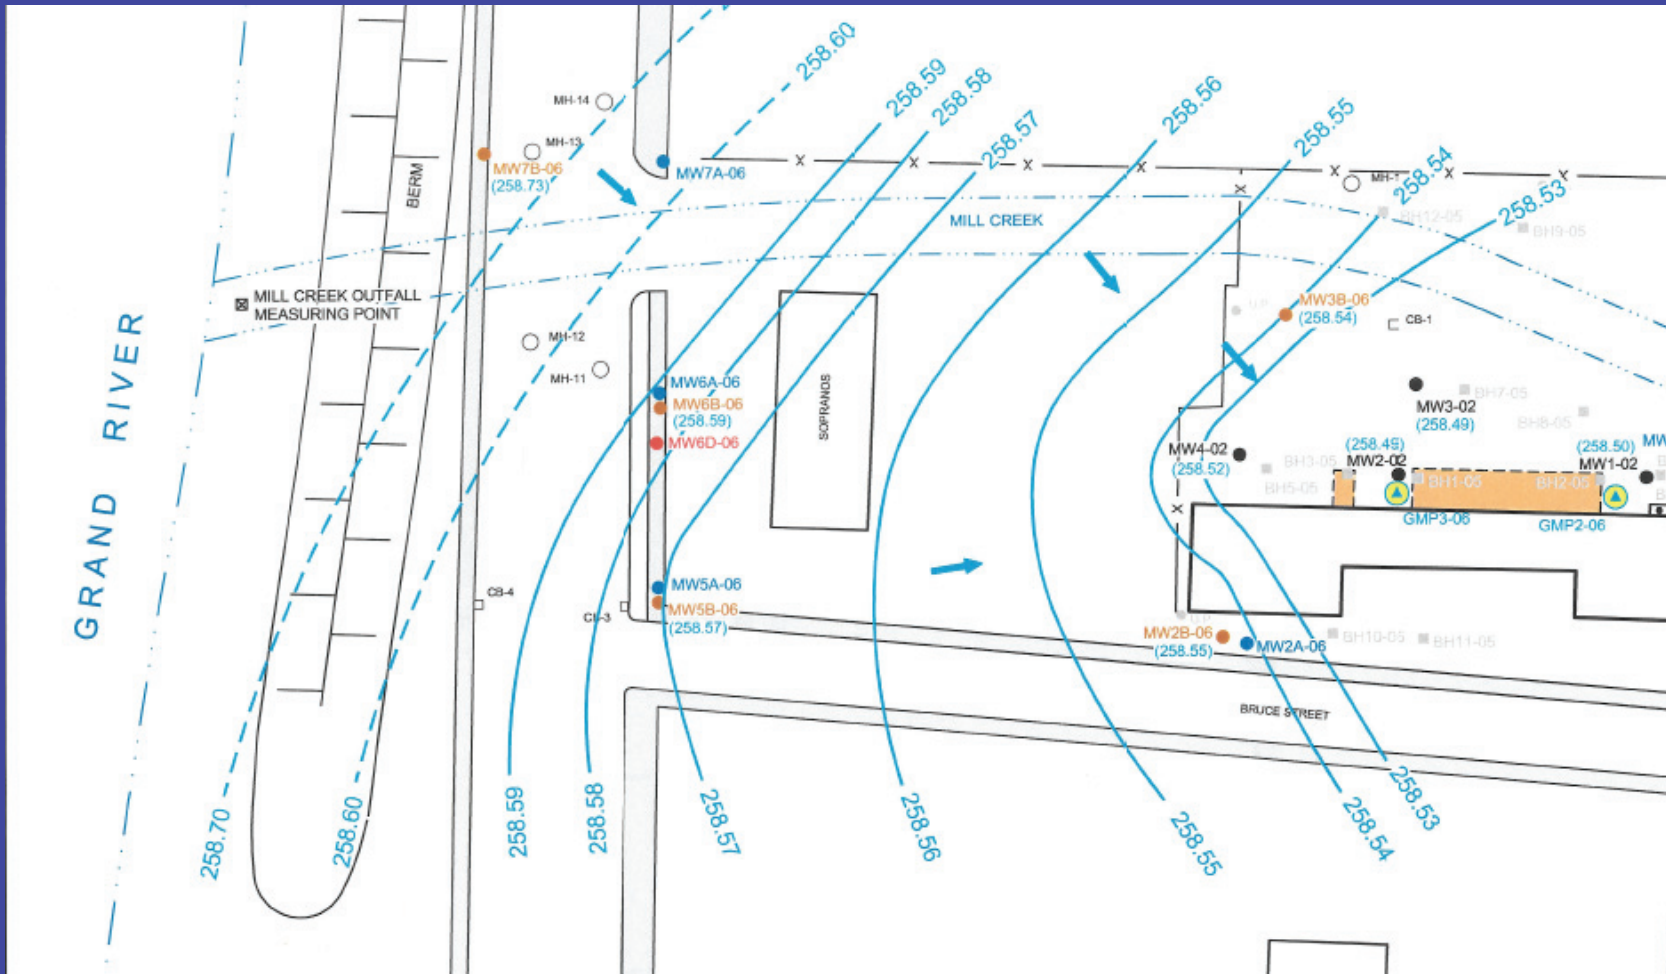 258.60
258.59
258.58
258.57
258.56
258.55
258.54
258.53
MH-14
MH-13
MW7B-06
(258.73)
MW7A-06
MH-1
BH12-05
BH9-05
BERM
MILL CREEK
MILL CREEK OUTFALL
MEASURING POINT
GRAND RIVER
MH-12
MH-11
MW6A-06
MW6B-06
(258.59)
MW6D-06
SOPRANOS
U.P.
MW3B-06
(258.54)
CB-1
MW3-02
(258.49)
BH7-05
BH8-05
MW4-02
(258.52)
BH3-05
BH5-05
(258.49)
MW2-02
BH1-05
BH2-05
(258.50)
MW1-02
MW
GMP3-06
GMP2-06
CB-4
MW5A-06
MW5B-06
(258.57)
U.P.
MW2B-06
(258.55)
MW2A-06
BH10-05
BH11-05
BRUCE STREET
258.70
258.60
258.59
258.58
258.57
258.56
258.55
258.54
258.53